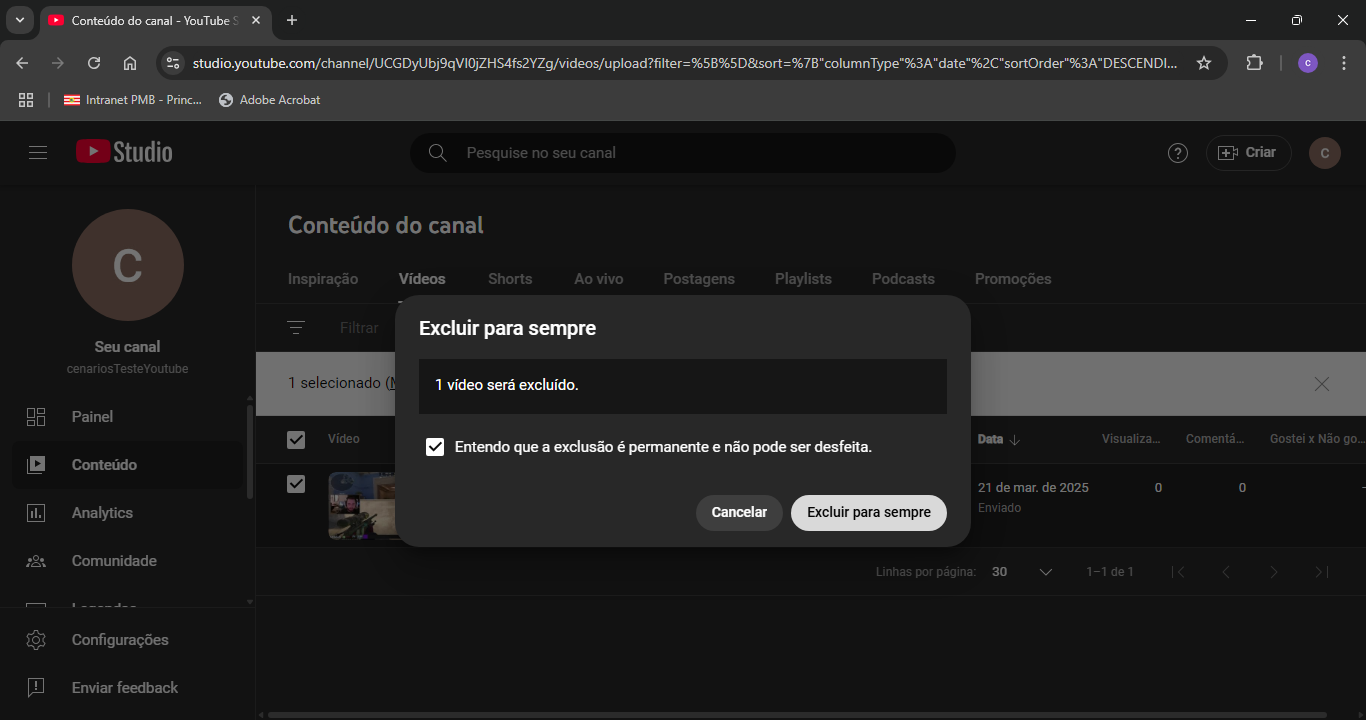 Conteúdo do canal - YouTube S
studio.youtube.com/channel/UCGDyUbj9qVI0jZHS4fs2YZg/videos/upload?filter=%5B%5D&sort=%7B"columnType"%3A"date"%2C"sortOrder"%3A"DESCENDI...
C
Intranet PMB - Princ...
Adobe Acrobat
Studio
Pesquise no seu canal
Criar
C
C
Seu canal
cenariosTesteYoutube
Painel
Conteúdo
Analytics
Comunidade
Legendas
Configurações
Enviar feedback
Conteúdo do canal
Inspiração Vídeos Shorts Ao vivo Postagens Playlists Podcasts Promoções
Filtrar
1 selecionado (
Vídeo Data Visualiza... Comentá... Gostei x Não go...
21 de mar. de 2025 0 0
Enviado
Linhas por página: 30 1–1 de 1
Excluir para sempre
1 vídeo será excluído.
Entendo que a exclusão é permanente e não pode ser desfeita.
Cancelar Excluir para sempre